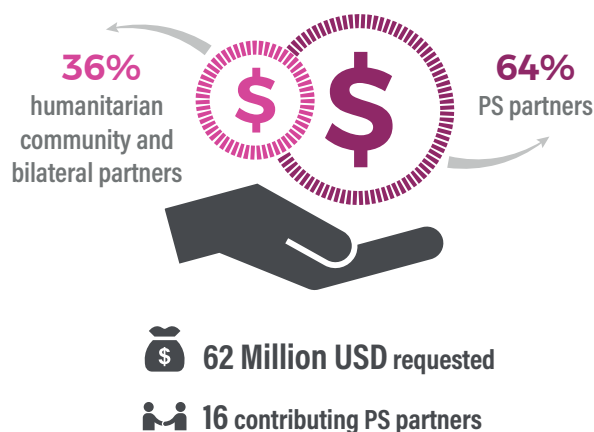 36%
humanitarian
community and
bilateral partners
$
$
64%
PS partners
$
62 Million USD requested
16 contributing PS partners